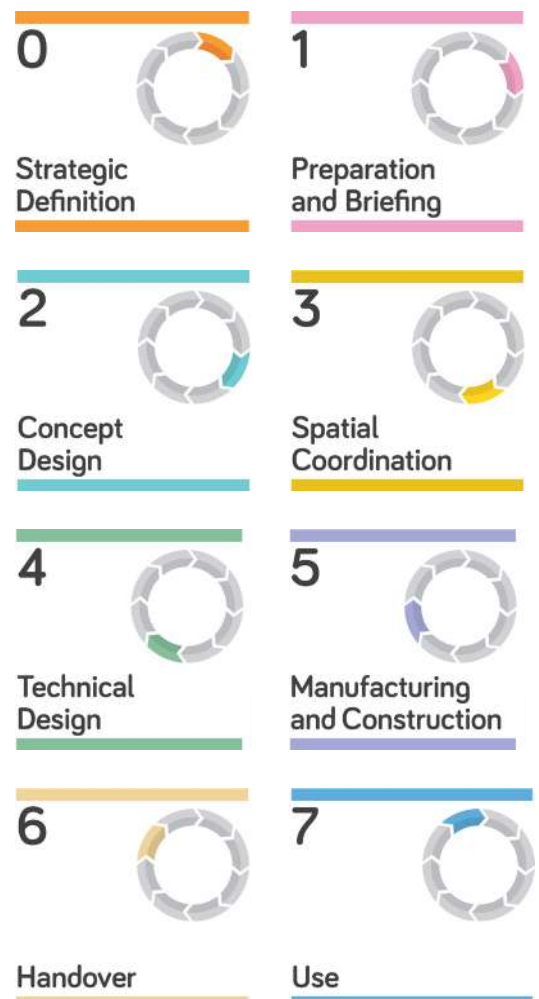 0
Strategic
Definition
1
Preparation
and Briefing
2
Concept
Design
3
Spatial
Coordination
4
Technical
Design
5
Manufacturing
and Construction
6
Handover
7
Use